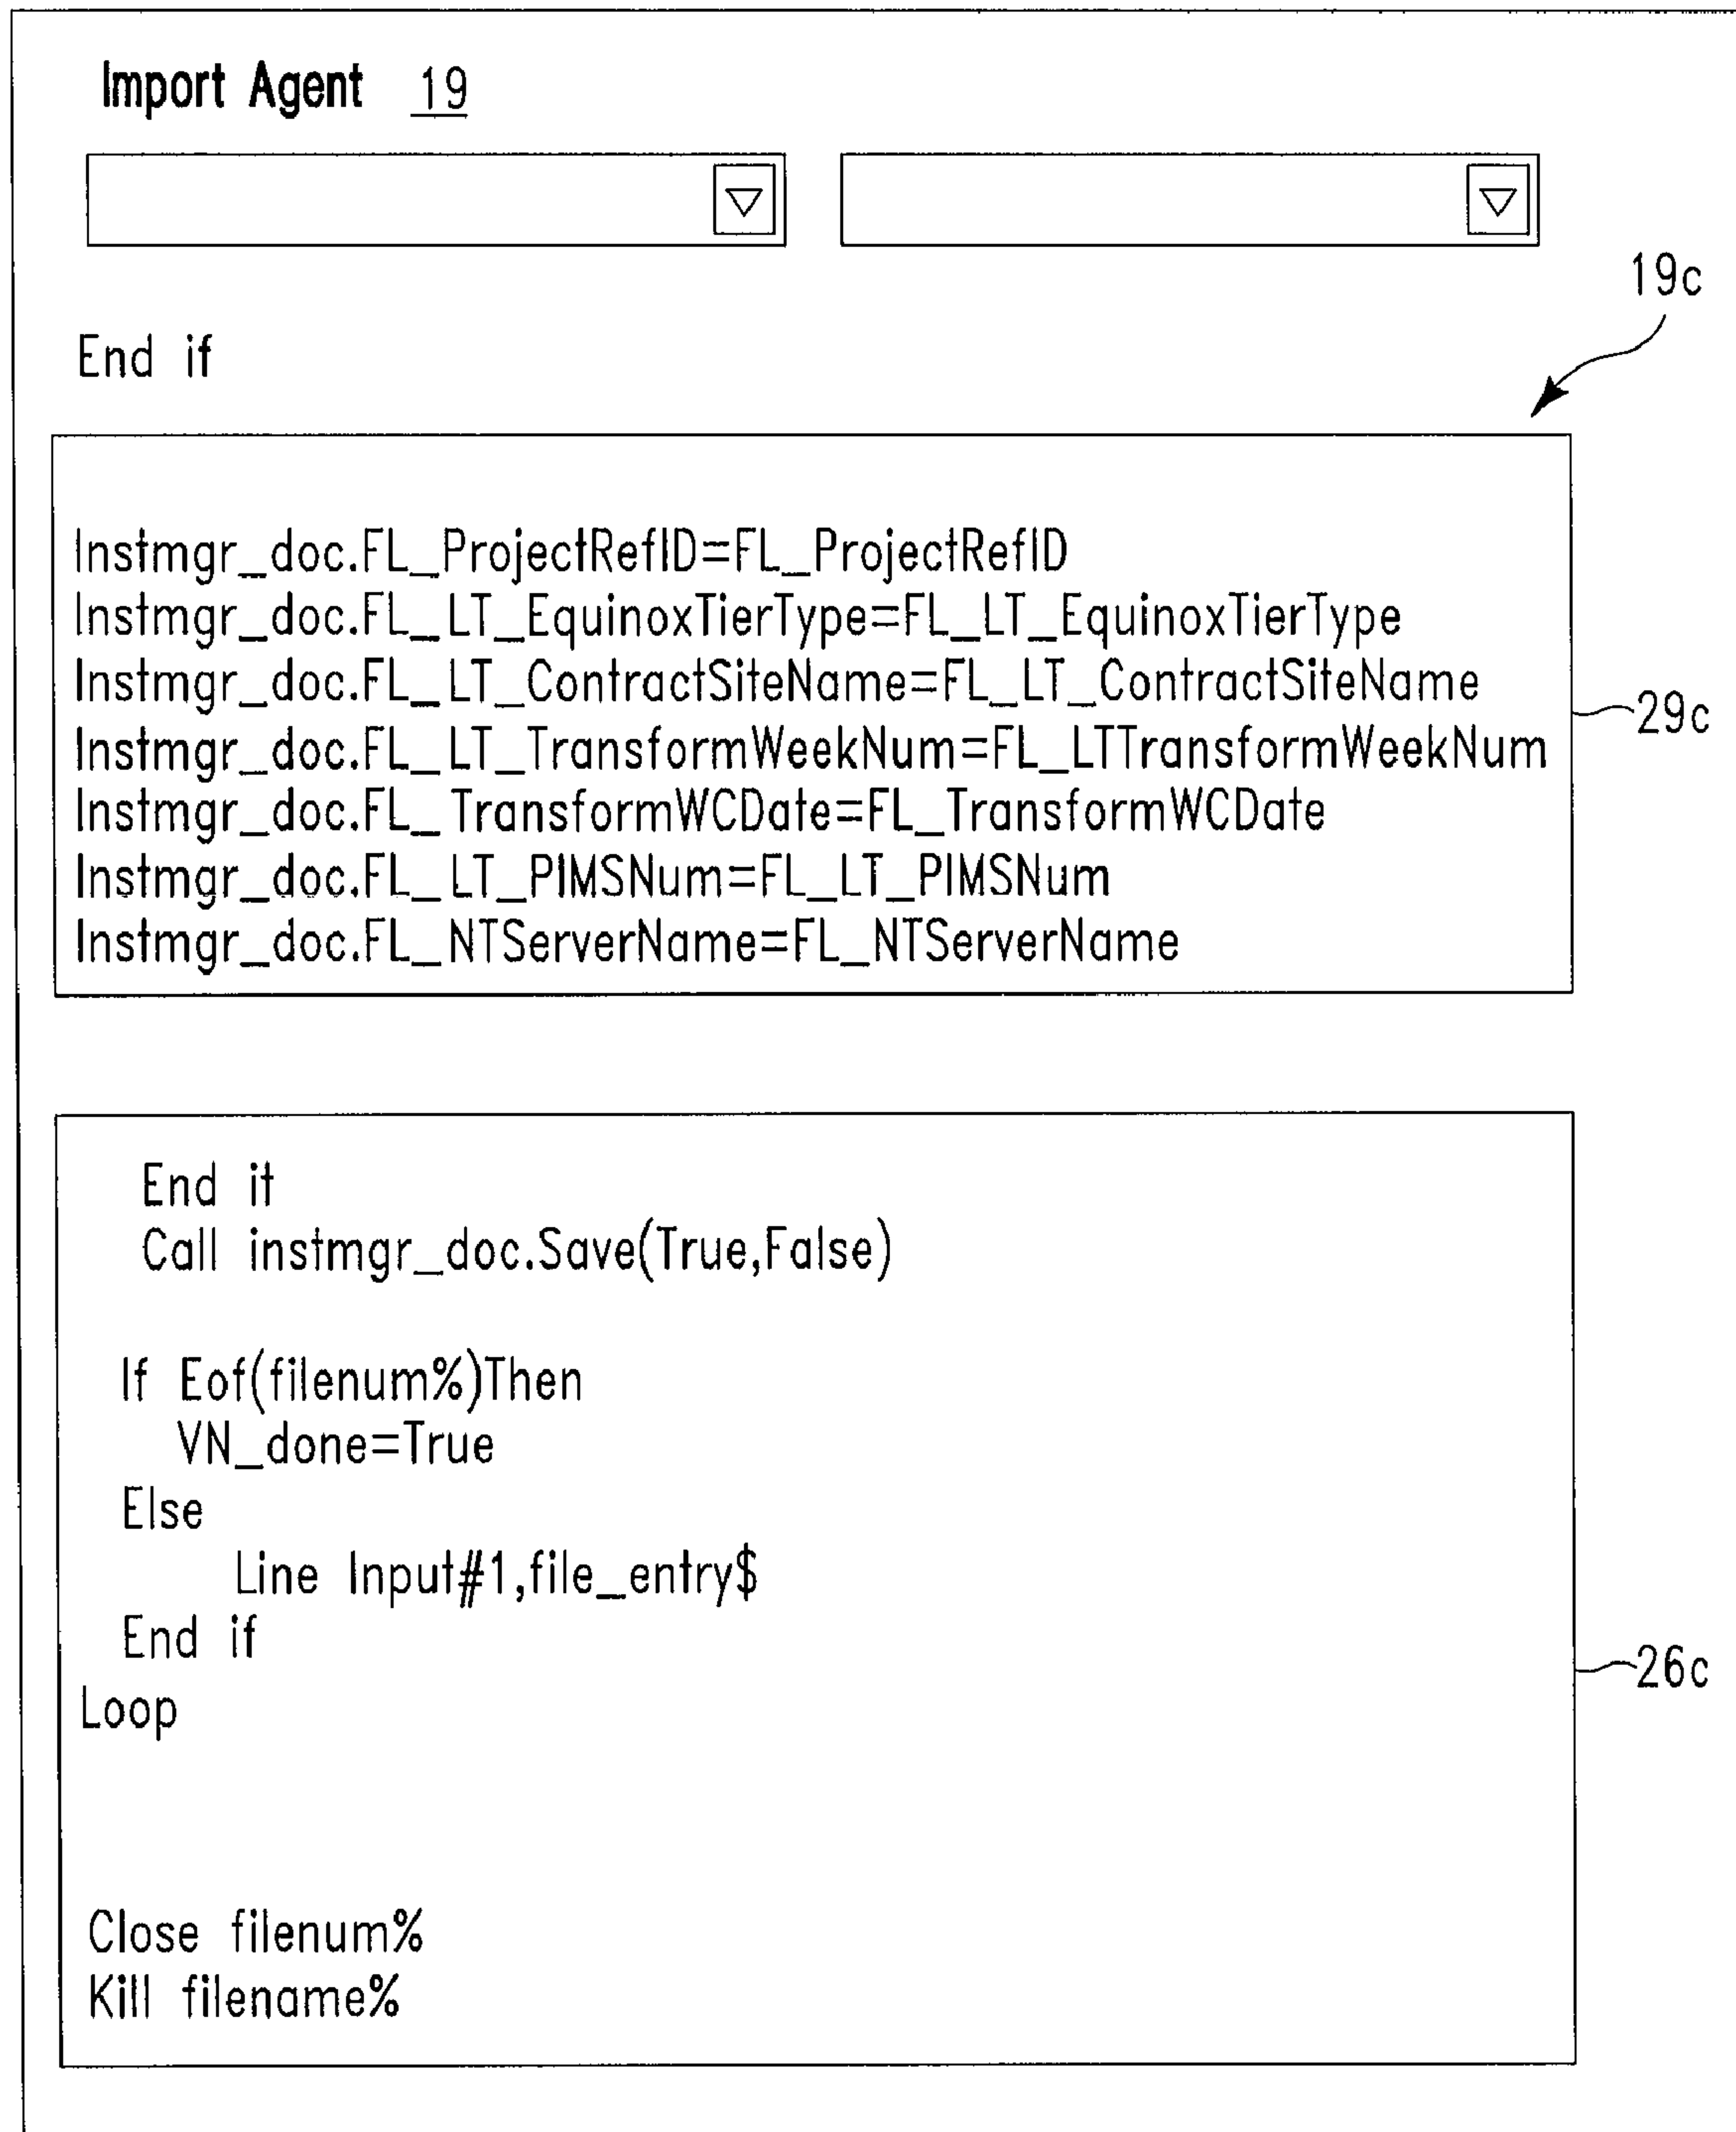 Import Agent 19
19c
End if
Instmgr_doc.FL_ProjectRefID=FL_ProjectRefID
Instmgr_doc.FL_LT_EquinoxTierType=FL_LT_EquinoxTierType
Instmgr_doc.FL_LT_ContractSiteName=FL_LT_ContractSiteName
29c
Instmgr_doc.FL_LT_TransformWeekNum=FL_LTTransformWeekNum
Instmgr_doc.FL_TransformWCDate=FL_TransformWCDate
Instmgr_doc.FL_LT_PIMSNum=FL_LT_PIMSNum
Instmgr_doc.FL_NTServerName=FL_NTServerName
End it
Call instmgr_doc.Save(True,False)
If Eof(filenum%)Then
VN_done=True
Else
Line Input#1,file_entry$
End if
26c
Loop
Close filenum%
Kill filename%